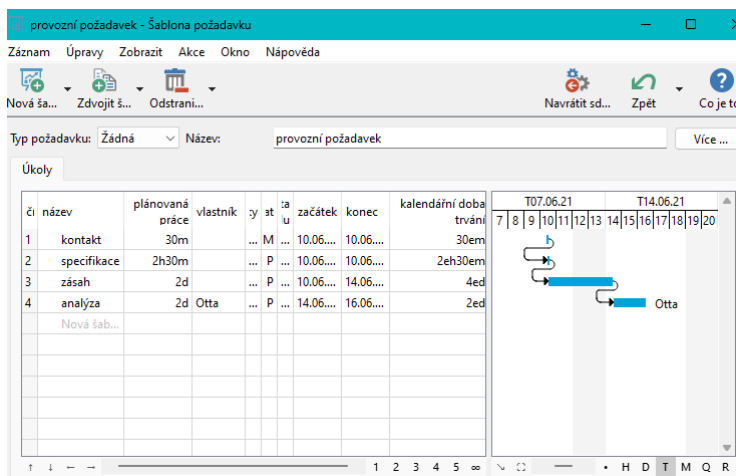 provozní požadavek - Šablona požadavku
Záznam Úpravy Zobrazit Akce Okno Nápověda
Nová ša... Zdvojit š... Odstrani... Navrátit sd... Zpět Co je to
Typ požadavku: Žádná Název: provozní požadavek Více ...
Úkoly
či název plánovaná práce vlastník ty at ta lu začátek konec kalendářní doba trvání T07.06.21 T14.06.21
7 8 9 10 11 12 13 14 15 16 17 18 19 20
1 kontakt 30m ... M ... 10.06.... 10.06.... 30em
2 specifikace 2h30m ... P ... 10.06.... 10.06.... 2eh30em
3 zásah 2d ... P ... 10.06.... 14.06.... 4ed
4 analýza 2d Otta ... P ... 14.06.... 16.06.... 2ed Otta
Nová šab...
↑ ↓ ← → 1 2 3 4 5 ∞ H D T M Q R